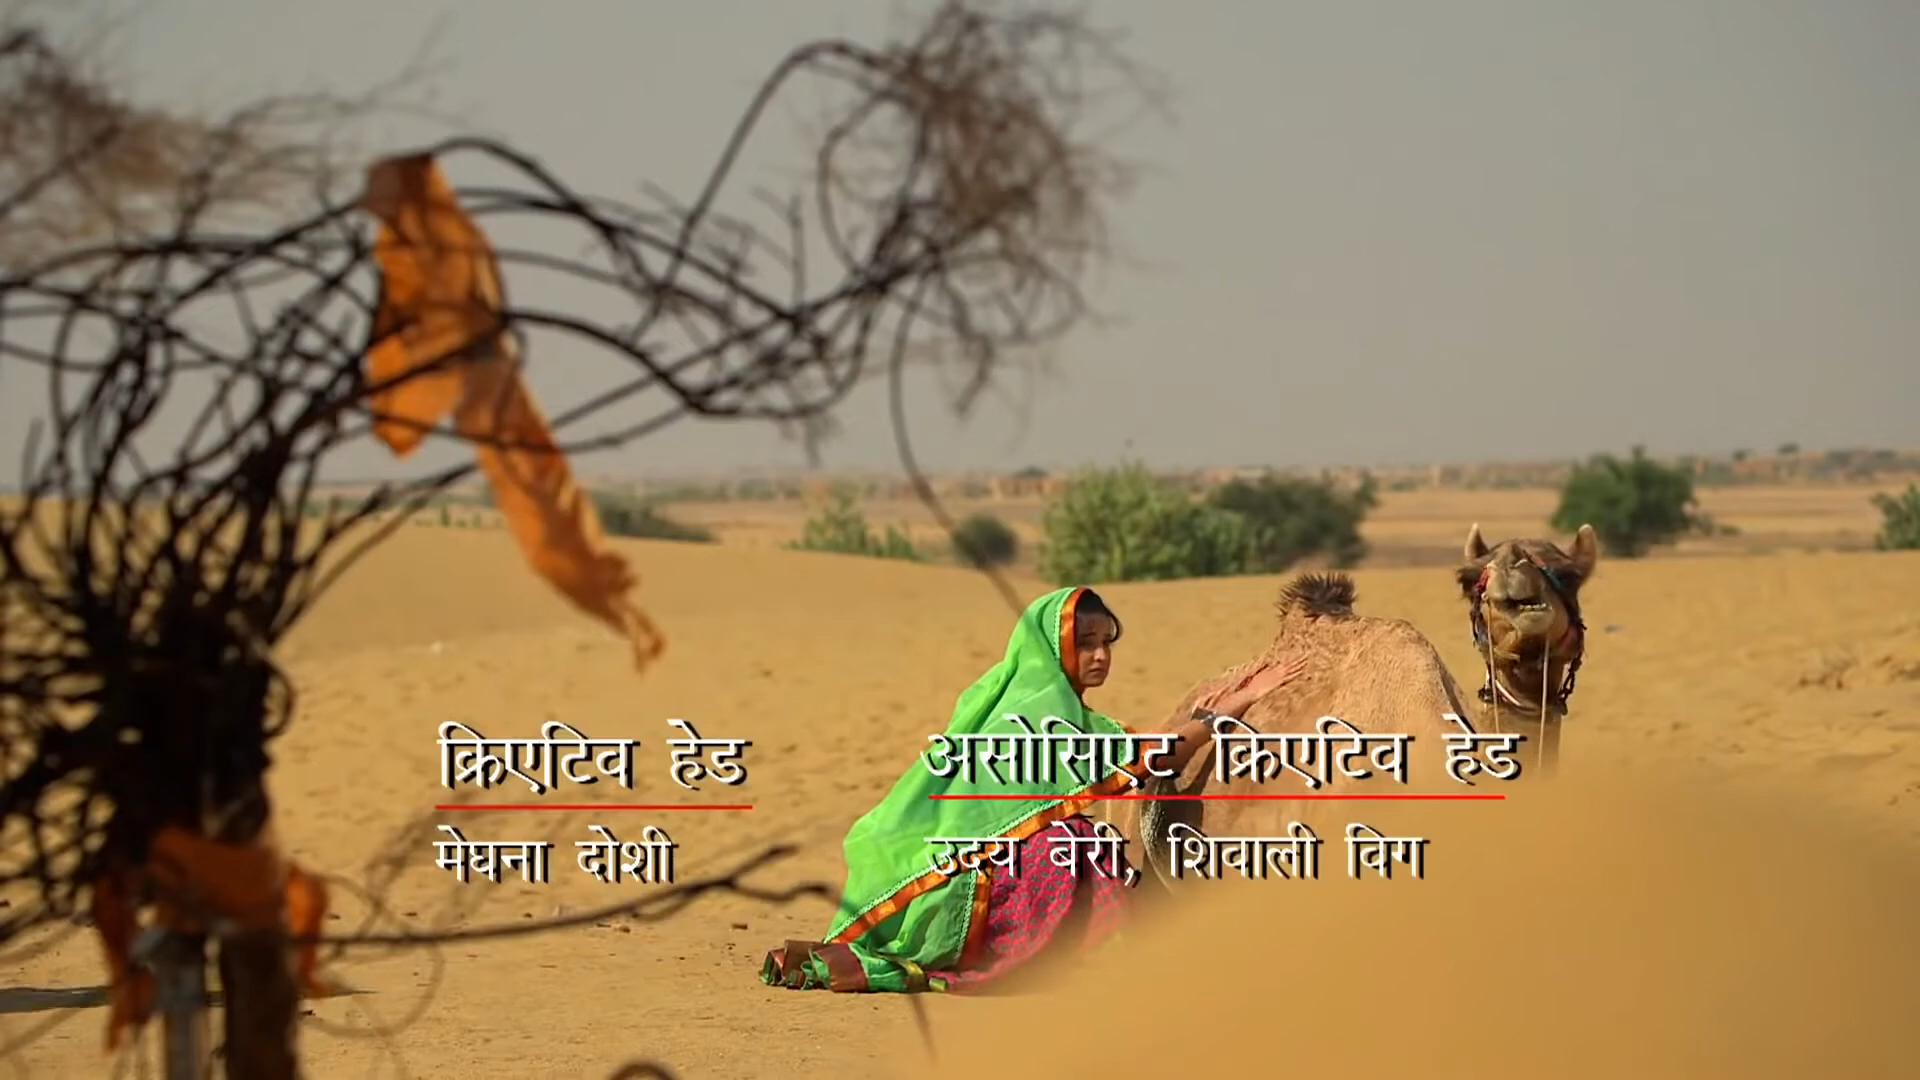 क्रिएटिव हेड
मेघना दोशी
असोसिएट क्रिएटिव हेड
उदय बेरी, शिवाली विग